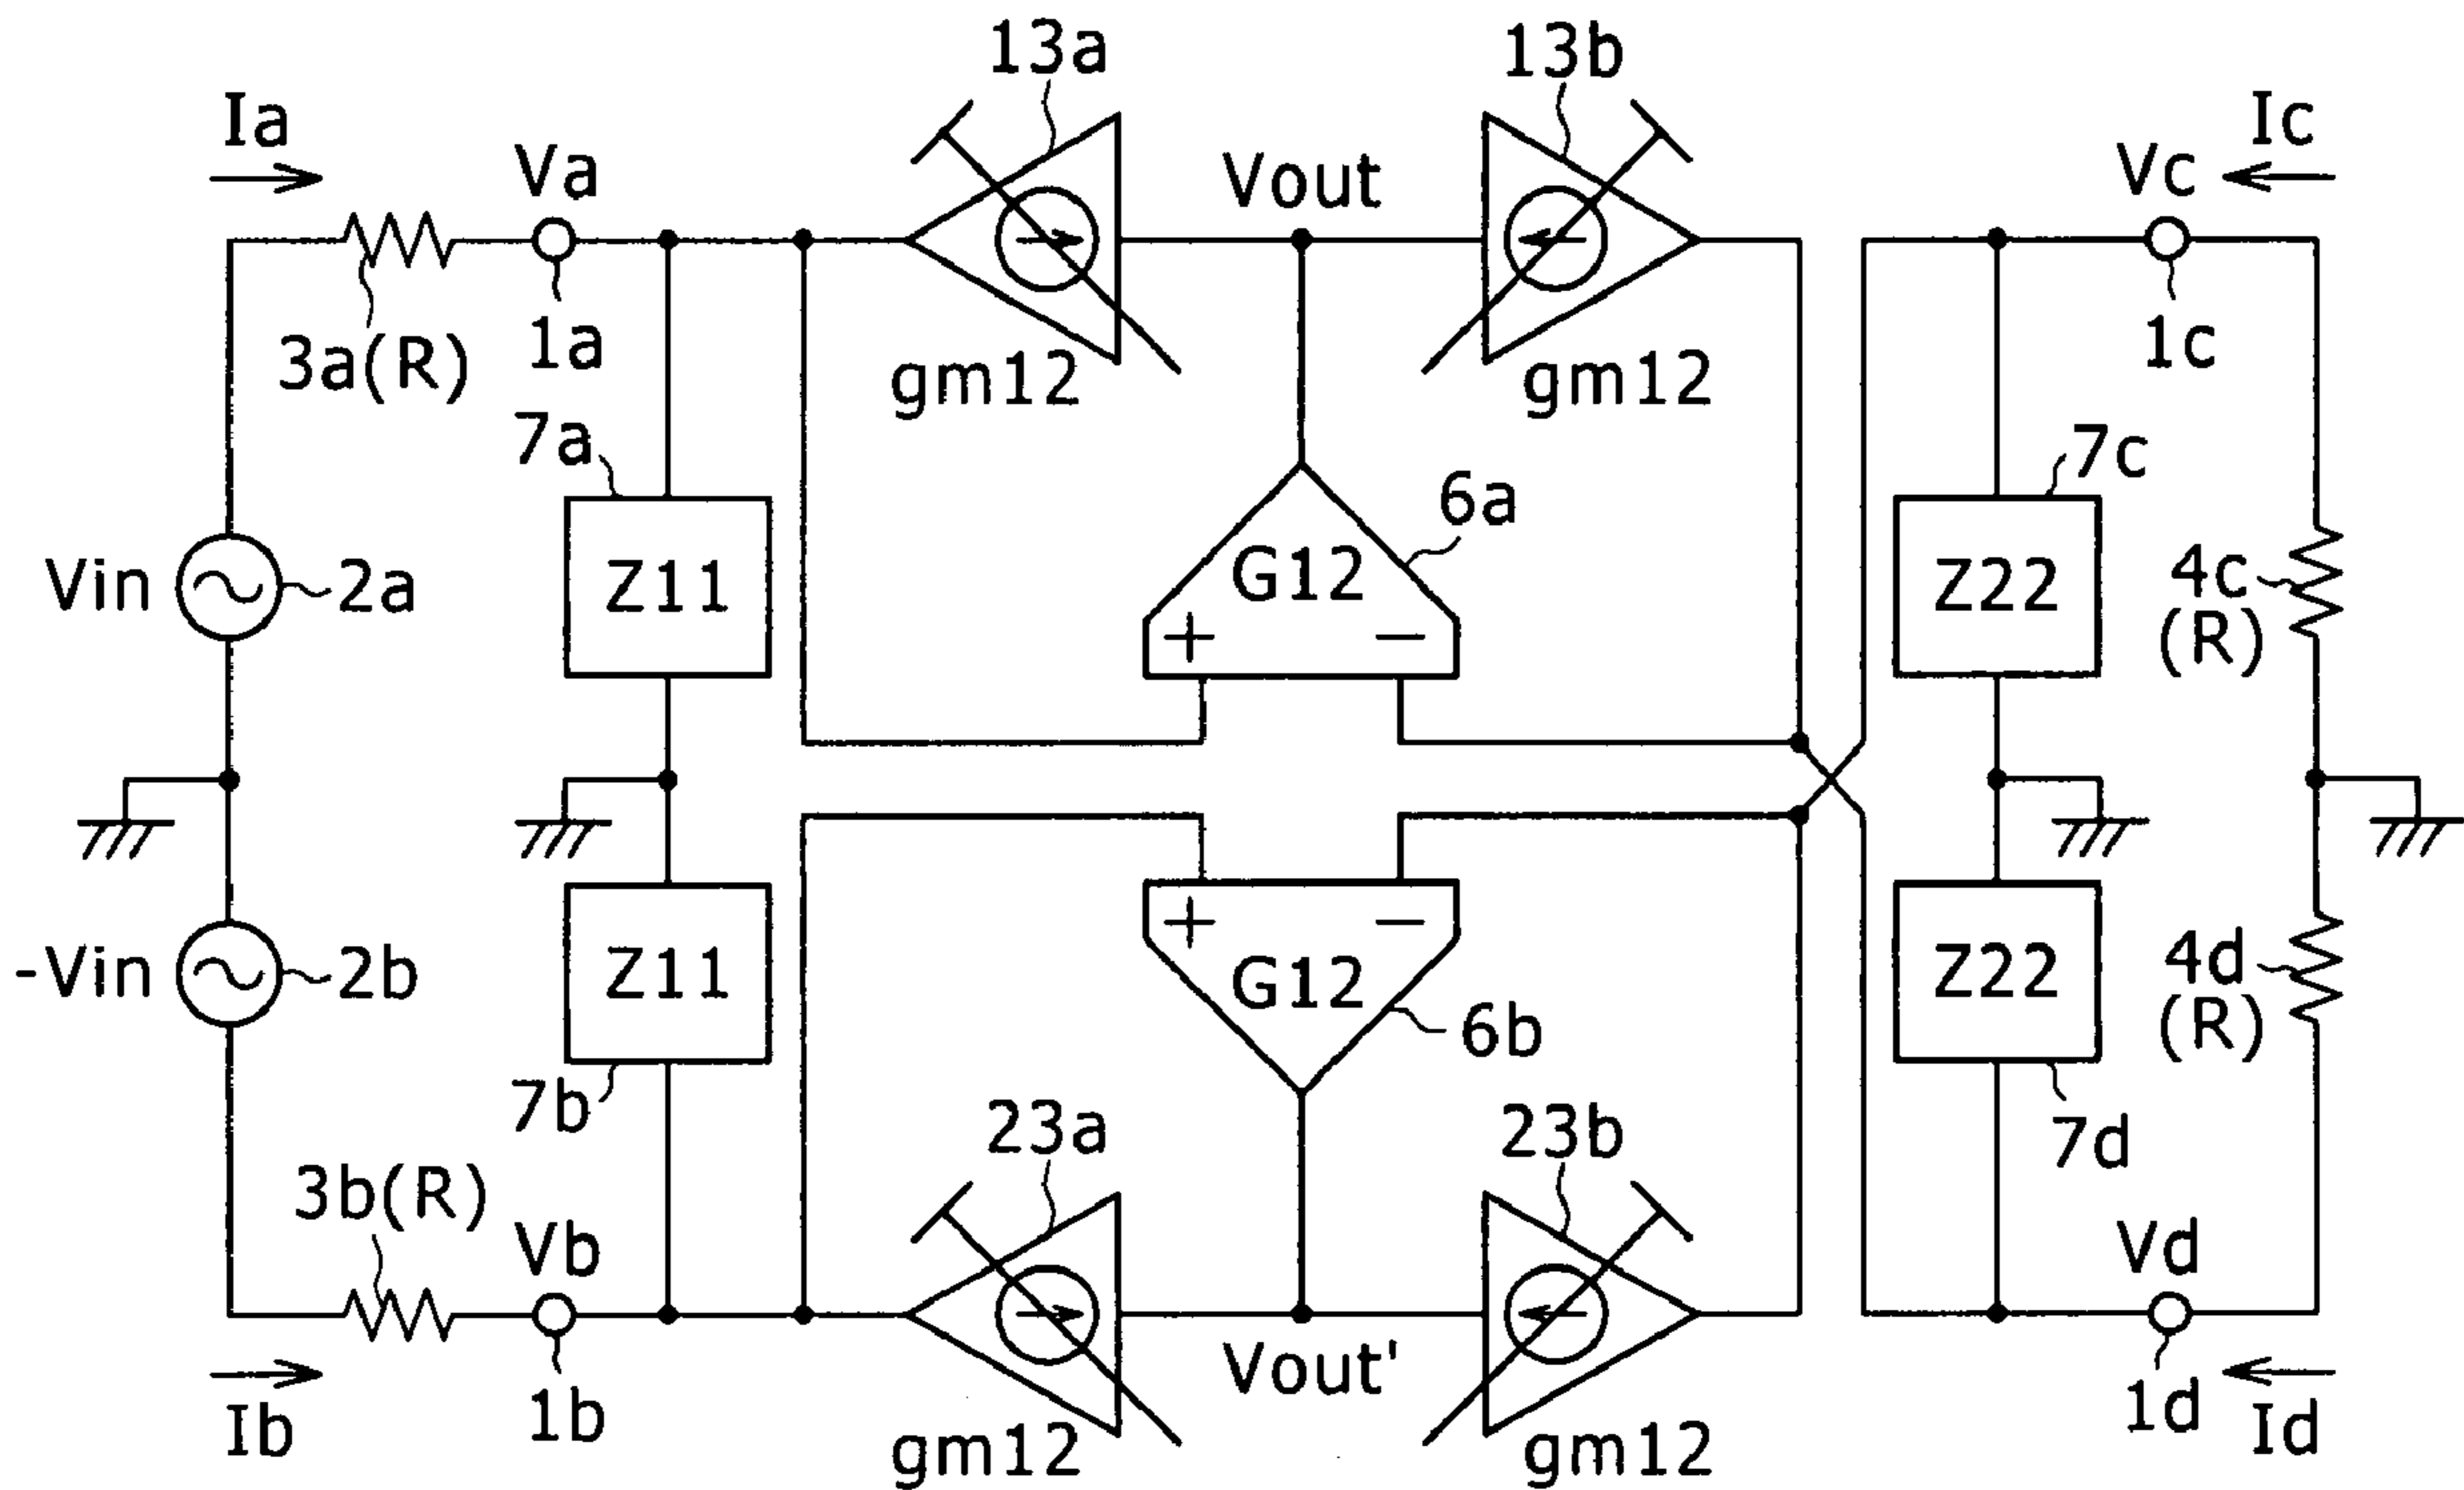 13a
13b
Ia
Ic
Va
Vout
Vc
3a(R)
1a
gm12
gm12
1c
7a
6a
7c
Vin
2a
Z11
G12
+
−
Z22
4c
(R)
-Vin
2b
Z11
+
−
G12
6b
Z22
4d
(R)
7b
23a
23b
7d
3b(R)
Vb
Vd
Vout'
Ib
1b
gm12
gm12
1d
Id